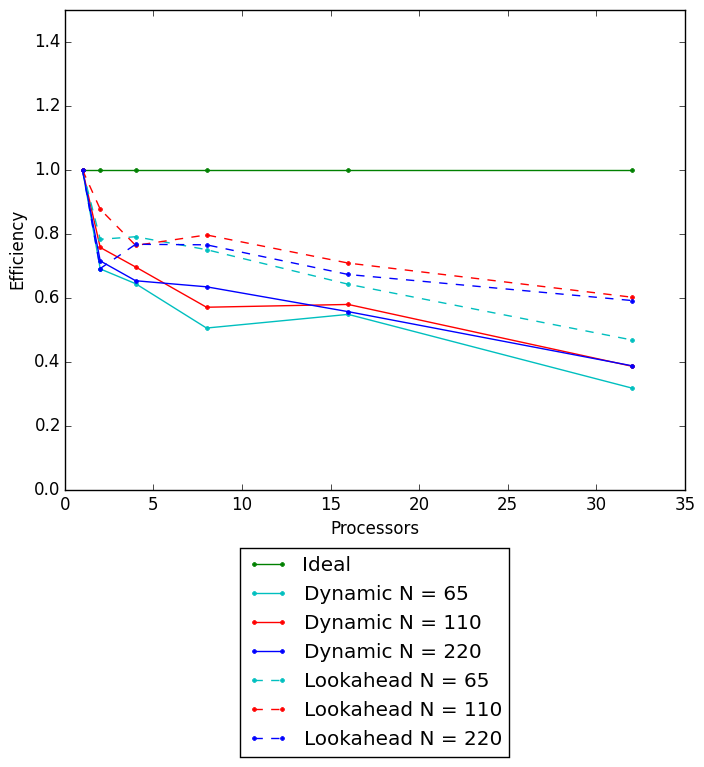 1.4
1.2
1.0
0.8
0.6
0.4
0.2
0.0
Efficiency
0 5 10 15 20 25 30 35
Processors
Ideal
Dynamic N = 65
Dynamic N = 110
Dynamic N = 220
Lookahead N = 65
Lookahead N = 110
Lookahead N = 220